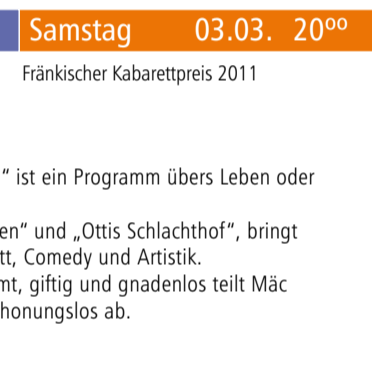 Samstag 03.03. 20⁰⁰
Fränkischer Kabarettpreis 2011
“ ist ein Programm übers Leben oder
en“ und „Ottis Schlachthof“, bringt
tt, Comedy und Artistik.
mt, giftig und gnadenlos teilt Mäc
honungslos ab.